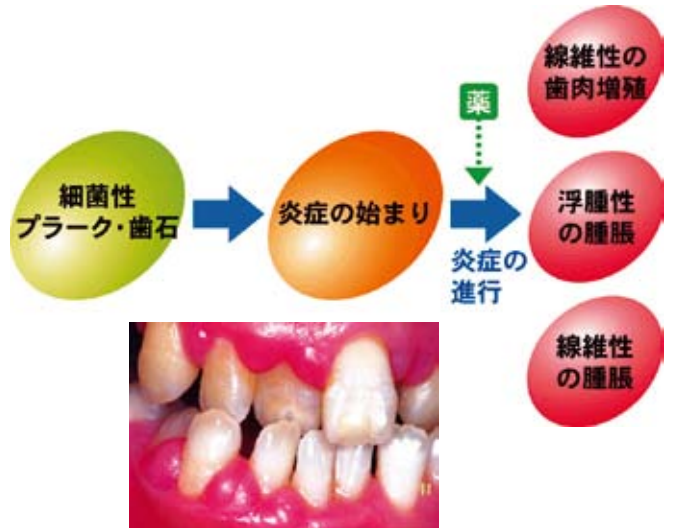 細菌性
プラーク・歯石
炎症の始まり
薬
炎症の
進行
線維性の
歯肉増殖
浮腫性
の腫脹
線維性
の腫脹